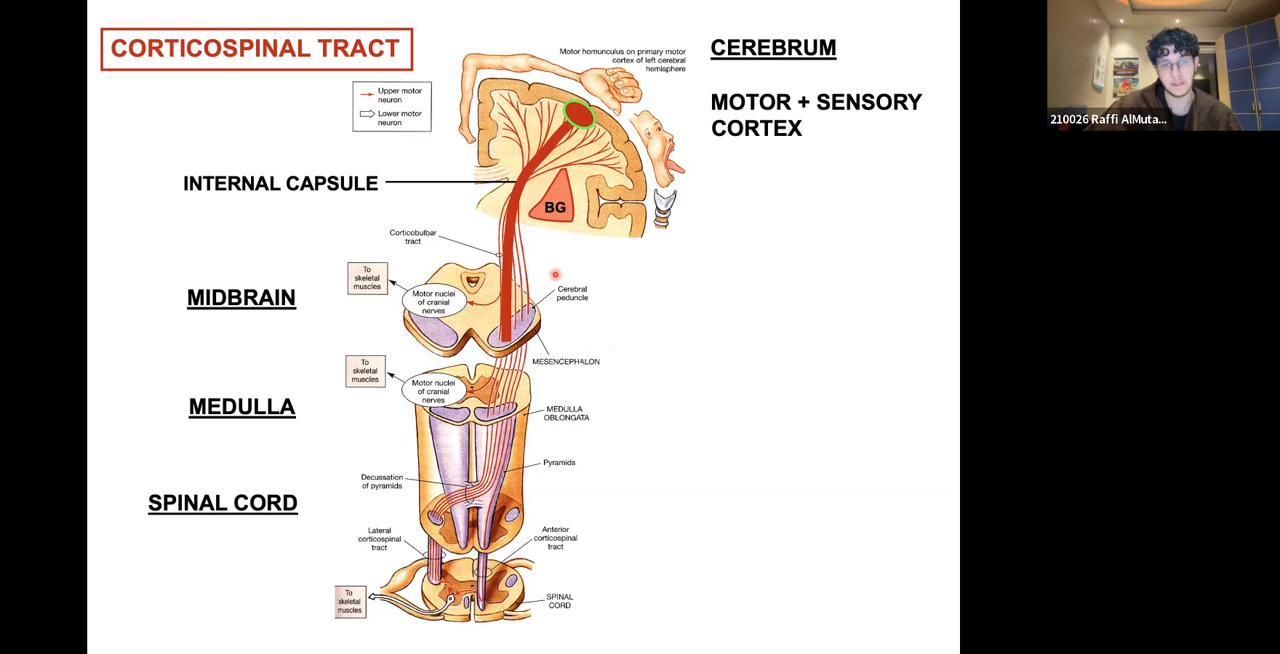 CORTICOSPINAL TRACT
Motor homunculus on primary motor
cortex of left cerebral
hemisphere
CEREBRUM
MOTOR + SENSORY
CORTEX
210026 Raffi AlMuta...
Upper motor
neuron
Lower motor
neuron
INTERNAL CAPSULE
BG
Corticobulbar
tract
MIDBRAIN
To
skeletal
muscles
Motor nuclei
of cranial
nerves
Cerebral
peduncle
MESENCEPHALON
MEDULLA
To
skeletal
muscles
Motor nuclei
of cranial
nerves
MEDULLA
OBLONGATA
Pyramids
Decussation
of pyramids
SPINAL CORD
Lateral
corticospinal
tract
Anterior
corticospinal
tract
To
skeletal
muscles
SPINAL
CORD